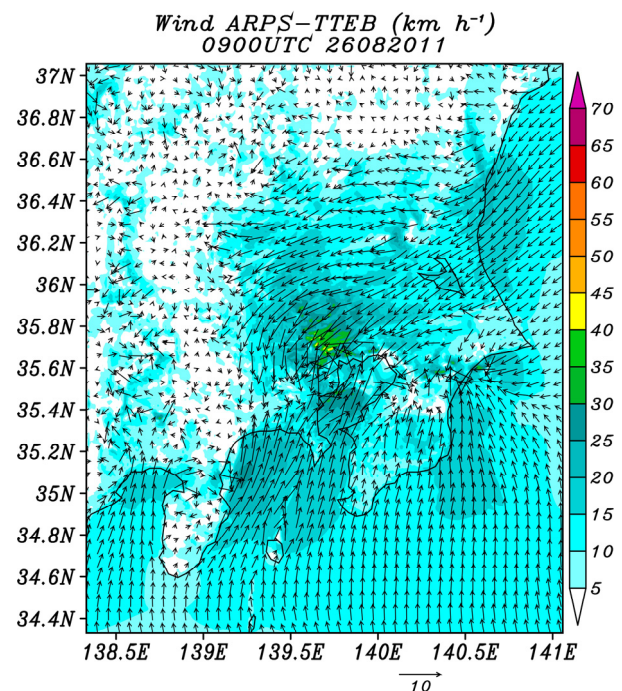 Wind ARPS–TTEB (km h⁻¹)
0900UTC 26082011
37N
36.8N
36.6N
36.4N
36.2N
36N
35.8N
35.6N
35.4N
35.2N
35N
34.8N
34.6N
34.4N
138.5E 139E 139.5E 140E 140.5E 141E
70
65
60
55
50
45
40
35
30
25
20
15
10
5
10